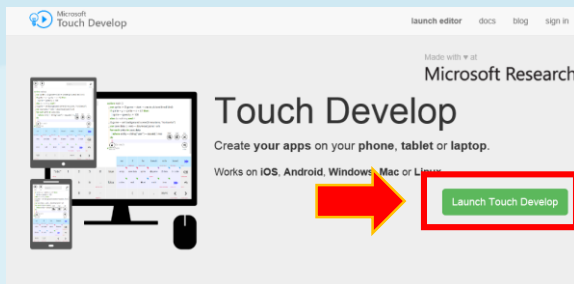 Microsoft
Touch Develop
launch editor docs blog sign in
Made with ♥ at
Microsoft Research
Touch Develop
Create your apps on your phone, tablet or laptop.
Works on iOS, Android, Windows, Mac or Linux.
Launch Touch Develop